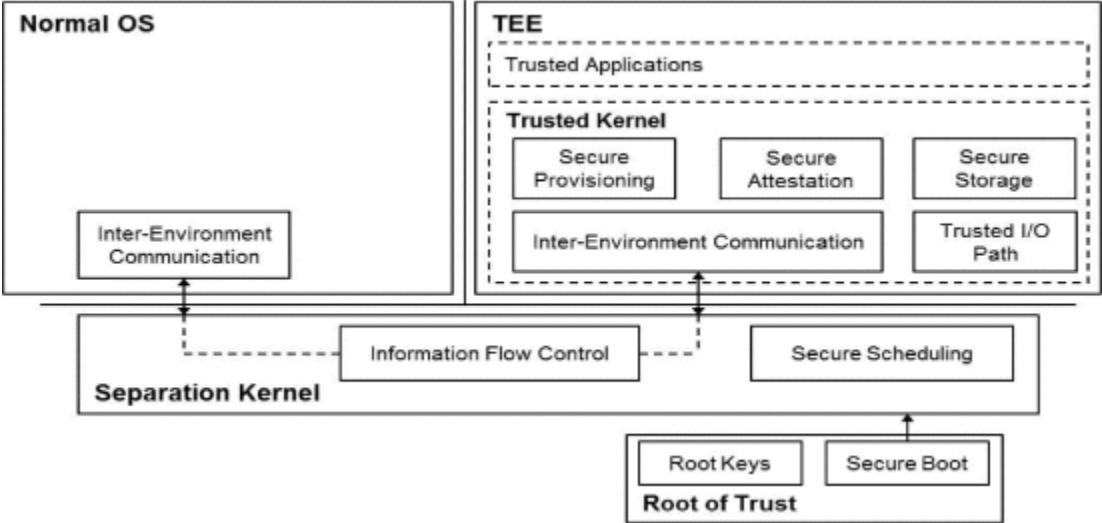 Normal OS
TEE
Trusted Applications
Trusted Kernel
Secure
Provisioning
Secure
Attestation
Secure
Storage
Inter-Environment
Communication
Inter-Environment Communication
Trusted I/O
Path
Information Flow Control
Secure Scheduling
Separation Kernel
Root Keys
Secure Boot
Root of Trust